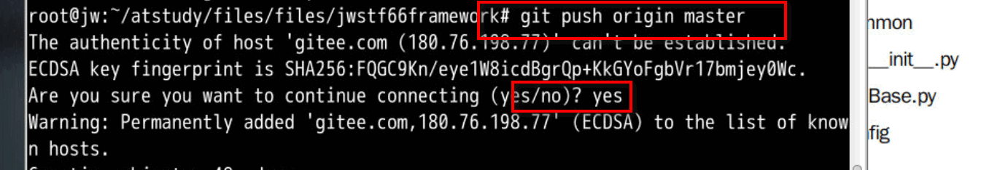 root@jw:~/atstudy/files/files/jwstf66framework# git push origin master
The authenticity of host 'gitee.com (180.76.198.77)' can't be established.
ECDSA key fingerprint is SHA256:FQGC9Kn/eye1W8icdBgrQp+KkGYoFgbVr17bmjey0Wc.
Are you sure you want to continue connecting (yes/no)? yes
Warning: Permanently added 'gitee.com,180.76.198.77' (ECDSA) to the list of know
n hosts.
mmon
__init__.py
Base.py
fig